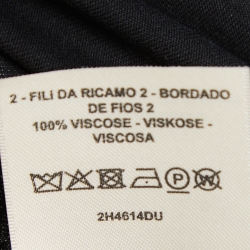 2 - FILI DA RICAMO 2 - BORDADO
DE FIOS 2
100% VISCOSE - VISKOSE -
VISCOSA
P W
2H4614DU